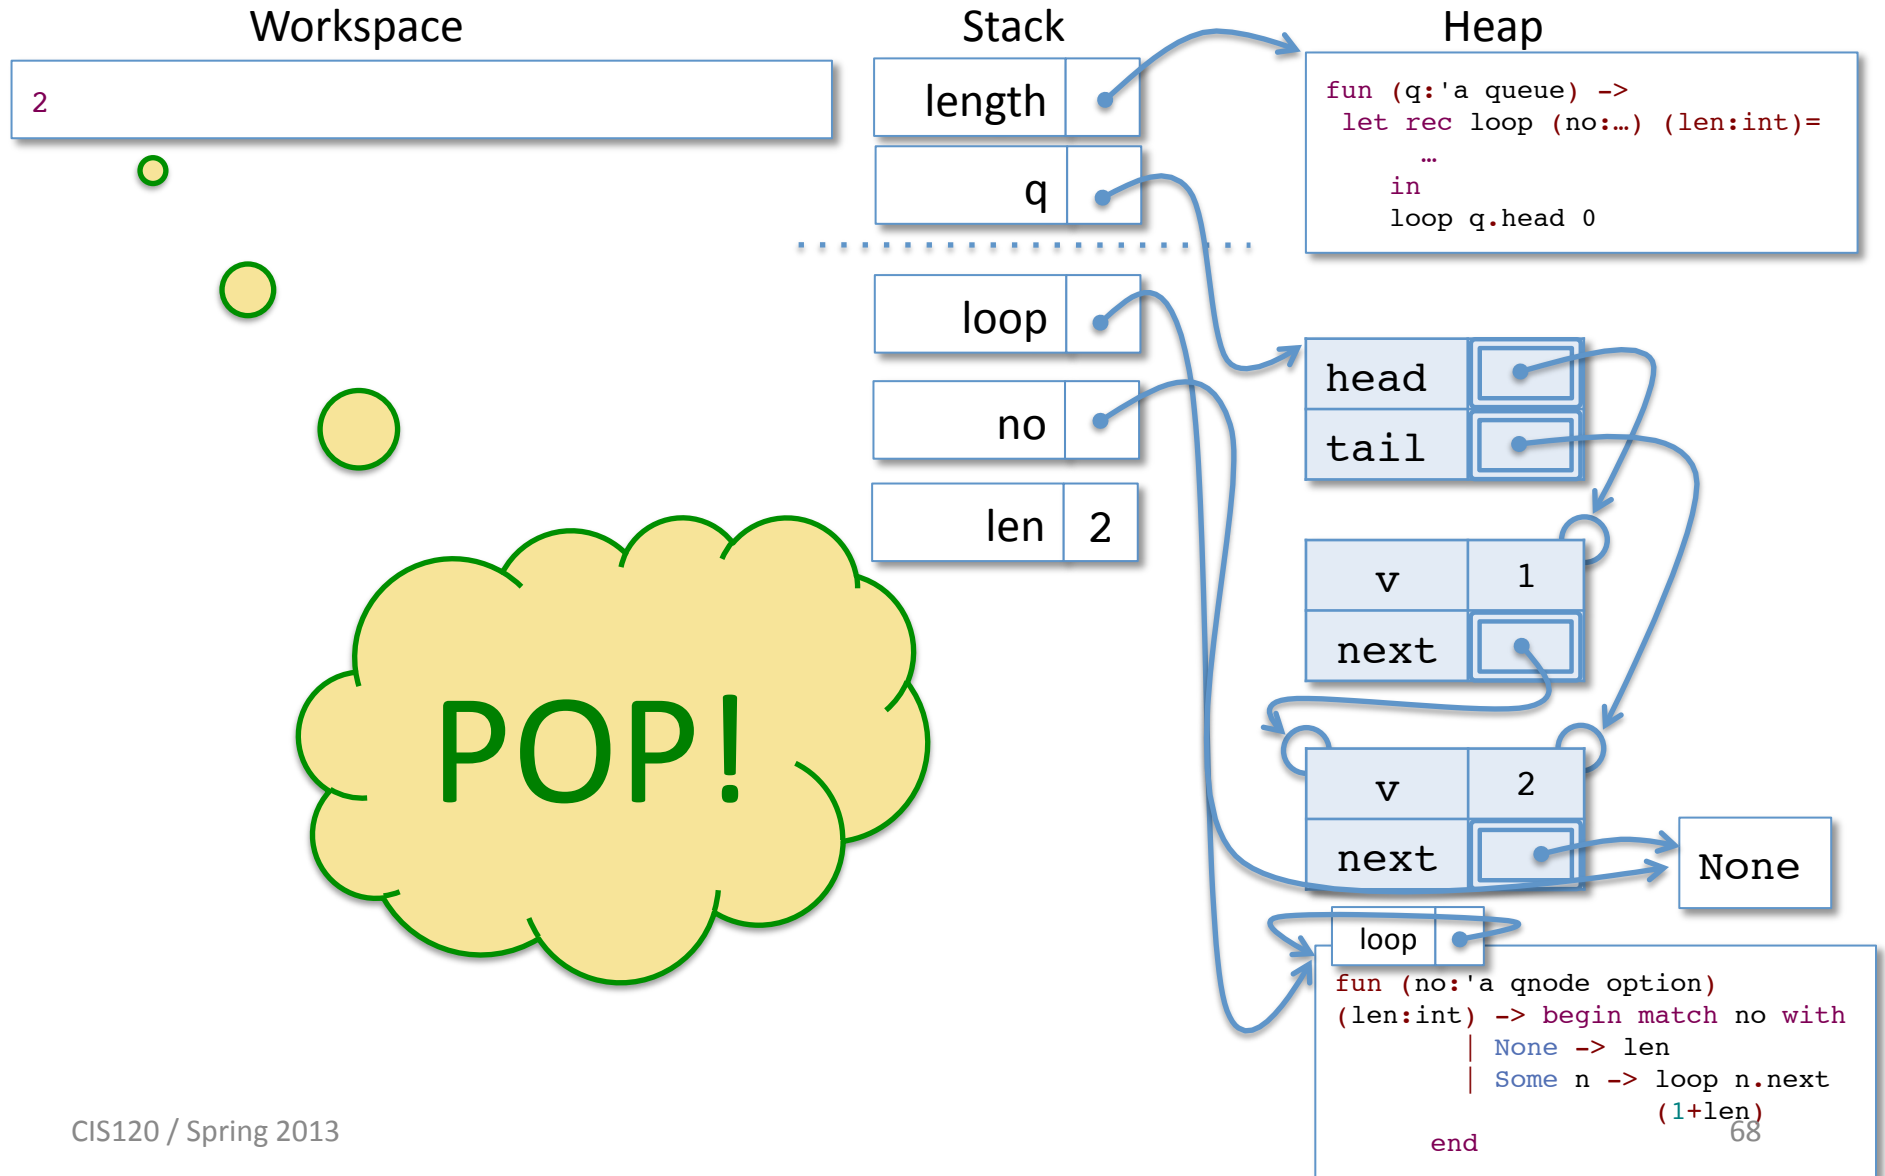 Workspace
Stack
Heap
2
length
q
loop
no
len 2
fun (q:'a queue) ->
let rec loop (no:…) (len:int)=
…
in
loop q.head 0
head
tail
v 1
next
v 2
next
None
loop
fun (no:'a qnode option)
(len:int) -> begin match no with
| None -> len
| Some n -> loop n.next
(1+len)
end
POP!
CIS120 / Spring 2013
68